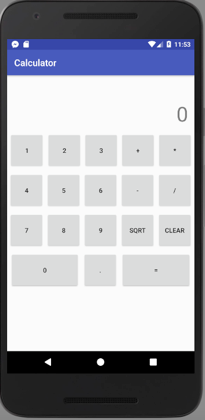 11:53
Calculator
0
1 2 3 + *
4 5 6 - /
7 8 9 SQRT CLEAR
0 . =